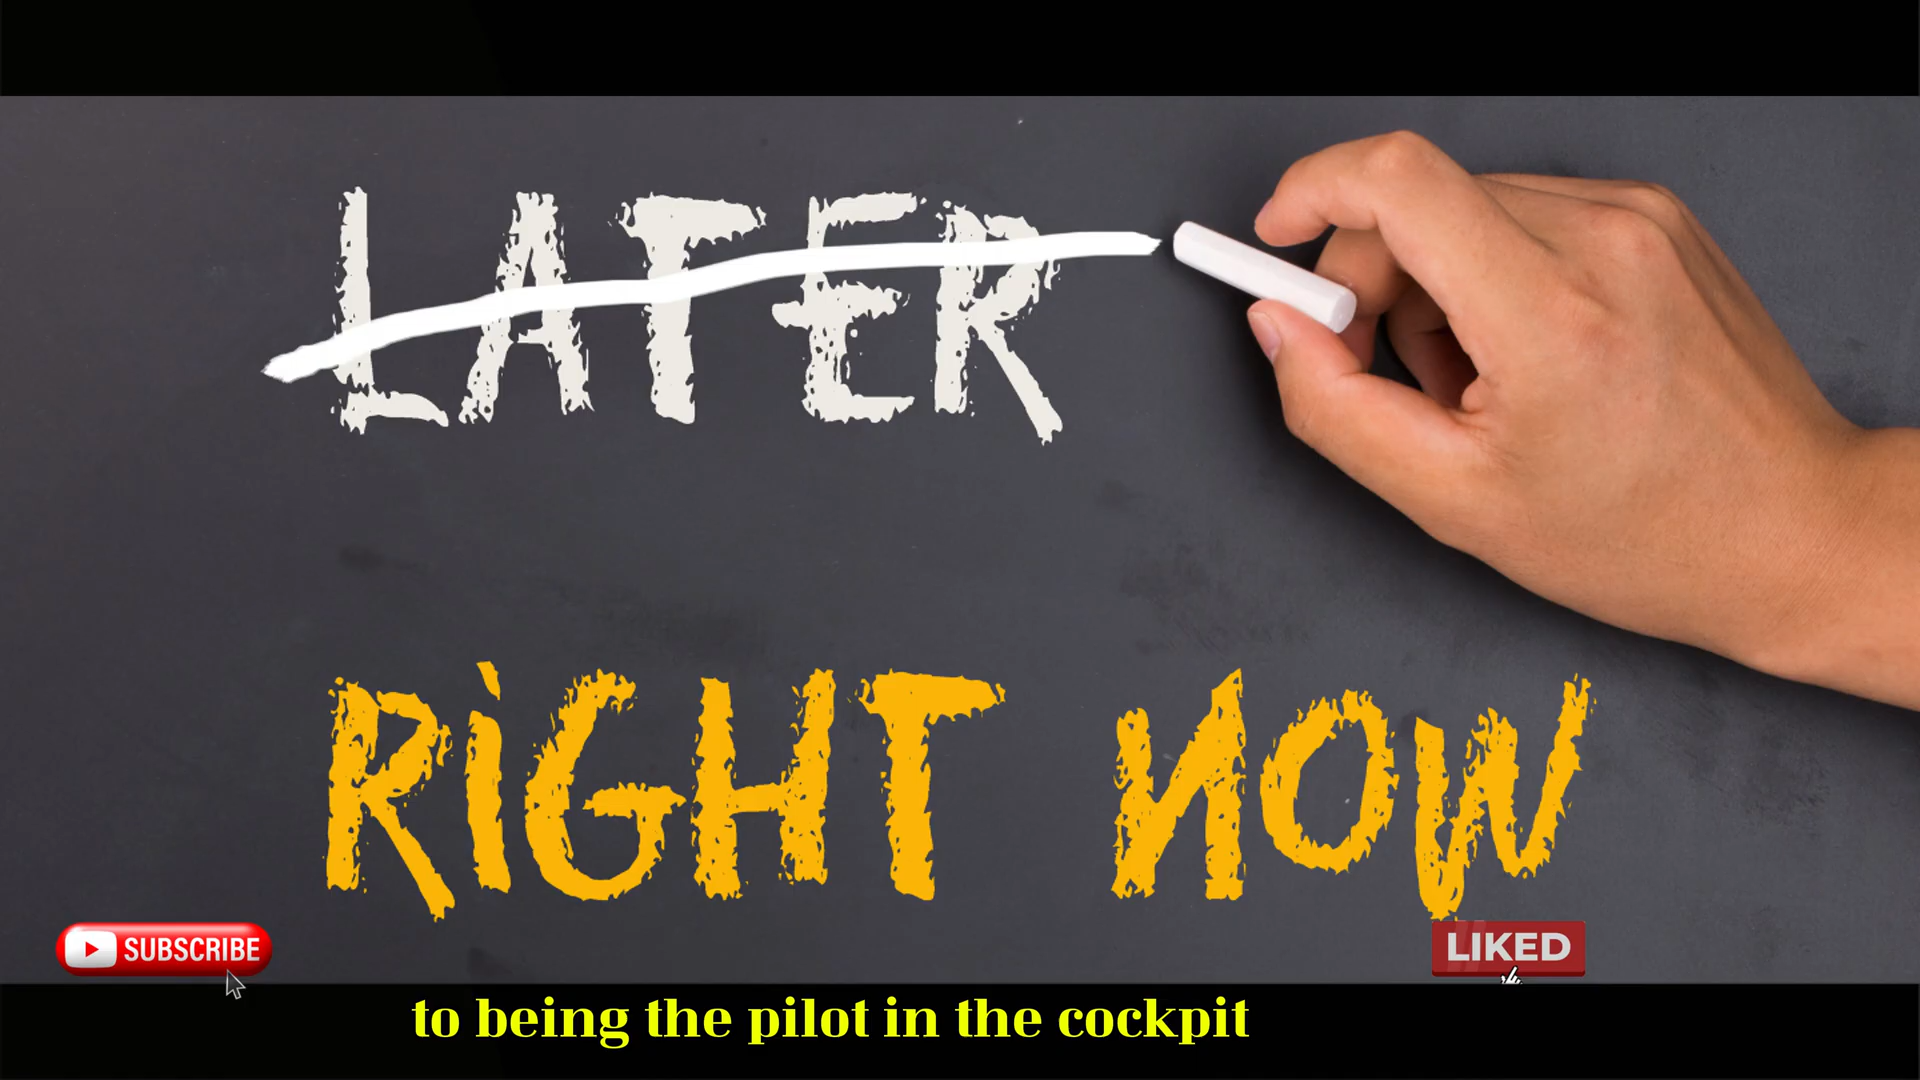 LATER
RiGHT NOW
SUBSCRIBE
LIKED
to being the pilot in the cockpit